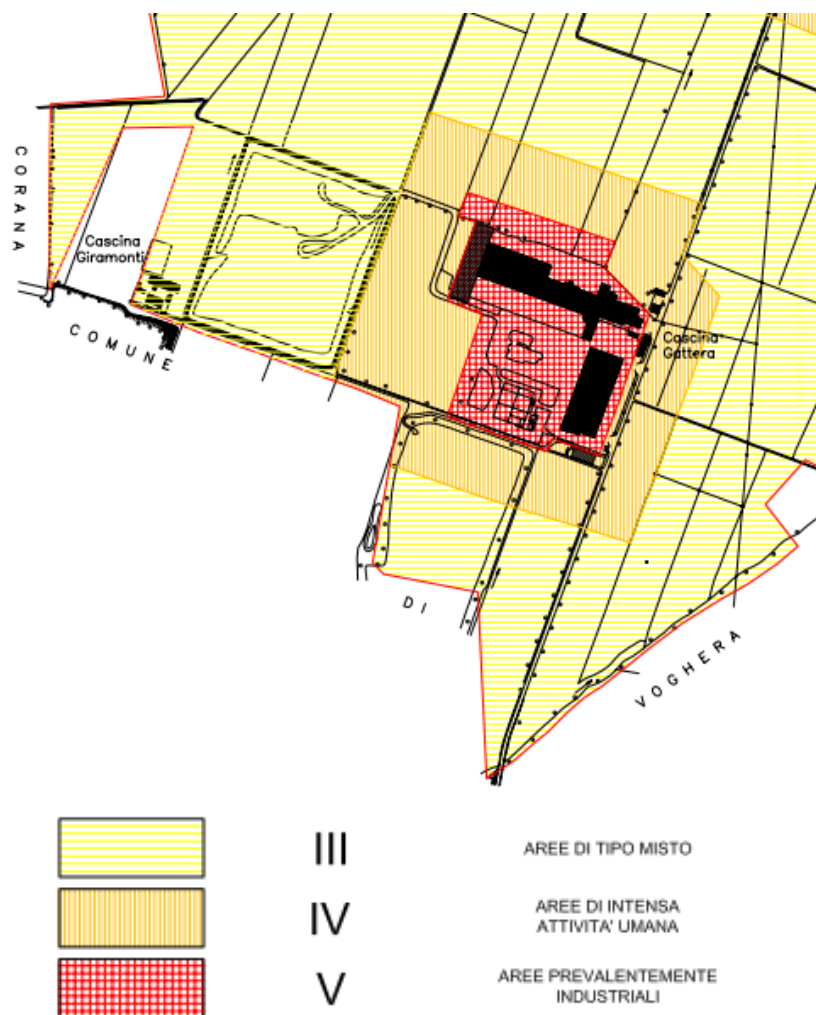 CORANA
Cascina
Giramonti
COMUNE
Cascina
Gattera
DI
VOGHERA
III
AREE DI TIPO MISTO
IV
AREE DI INTENSA
ATTIVITA' UMANA
V
AREE PREVALENTEMENTE
INDUSTRIALI